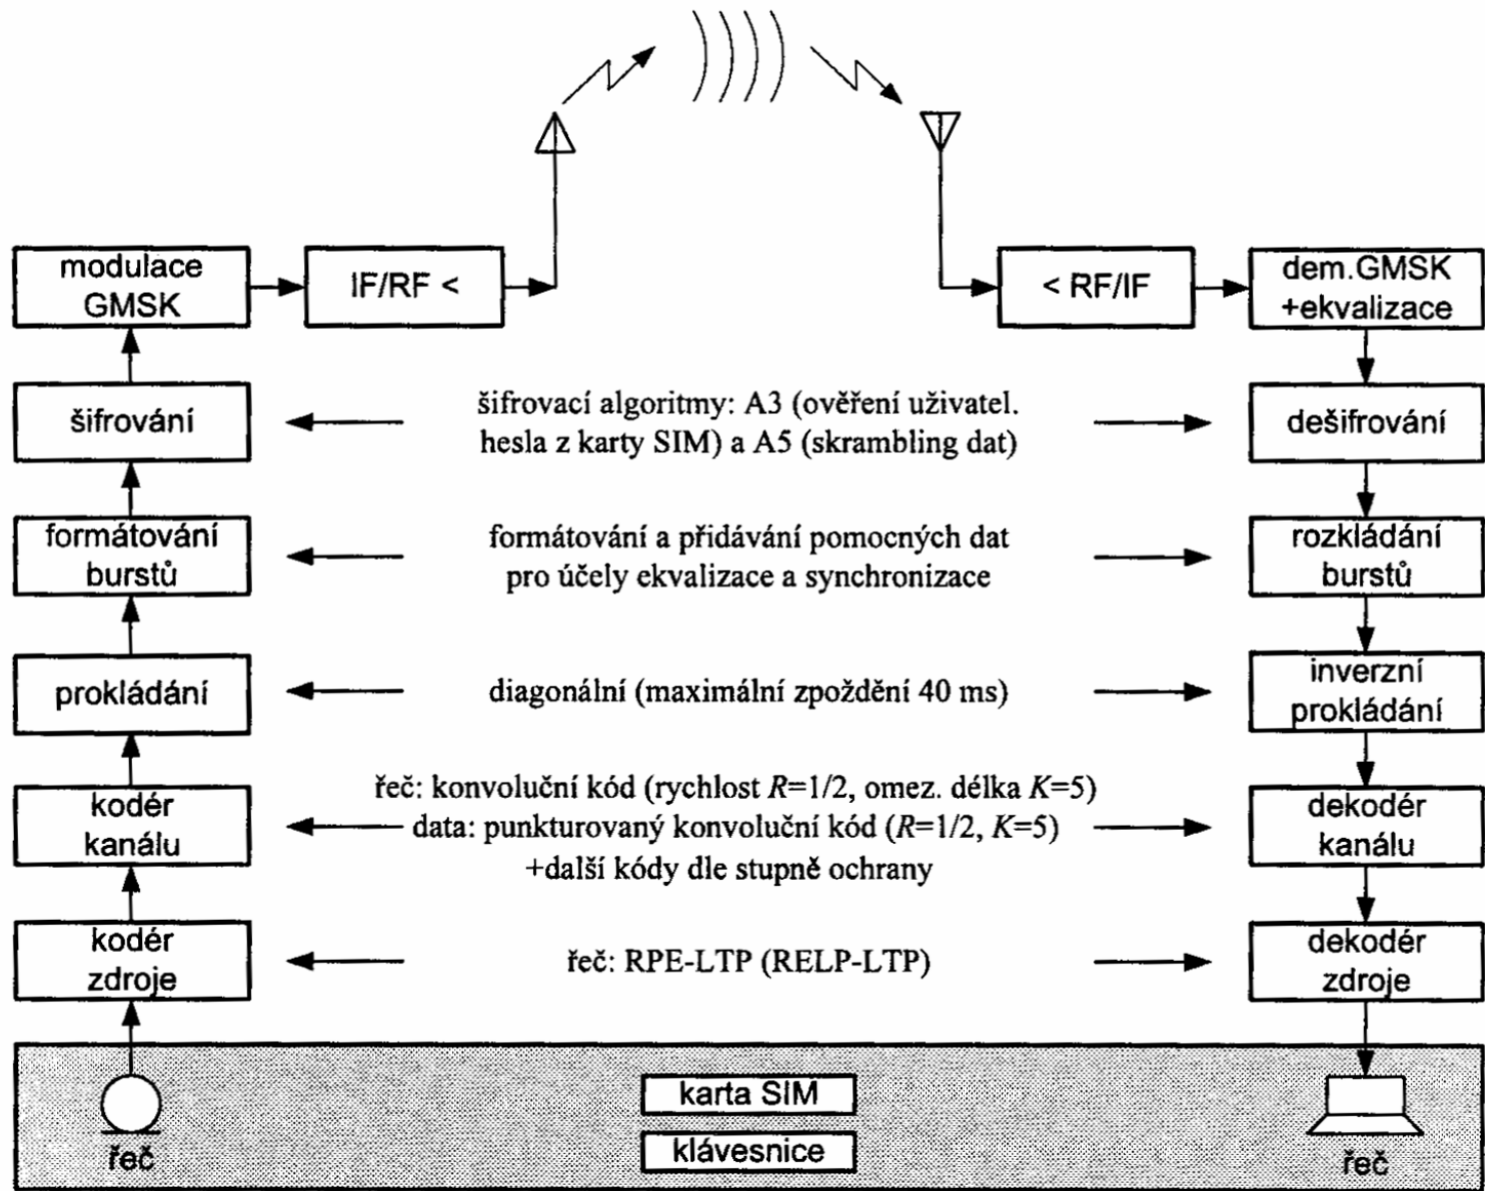 modulace
GMSK
IF/RF <
< RF/IF
dem.GMSK
+ekvalizace
šifrování
šifrovací algoritmy: A3 (ověření uživatel.
hesla z karty SIM) a A5 (skrambling dat)
dešifrování
formátování
burstů
formátování a přidávání pomocných dat
pro účely ekvalizace a synchronizace
rozkládání
burstů
prokládání
diagonální (maximální zpoždění 40 ms)
inverzní
prokládání
kodér
kanálu
řeč: konvoluční kód (rychlost R=1/2, omez. délka K=5)
data: punkturovaný konvoluční kód (R=1/2, K=5)
+další kódy dle stupně ochrany
dekodér
kanálu
kodér
zdroje
řeč: RPE-LTP (RELP-LTP)
dekodér
zdroje
řeč
karta SIM
klávesnice
řeč